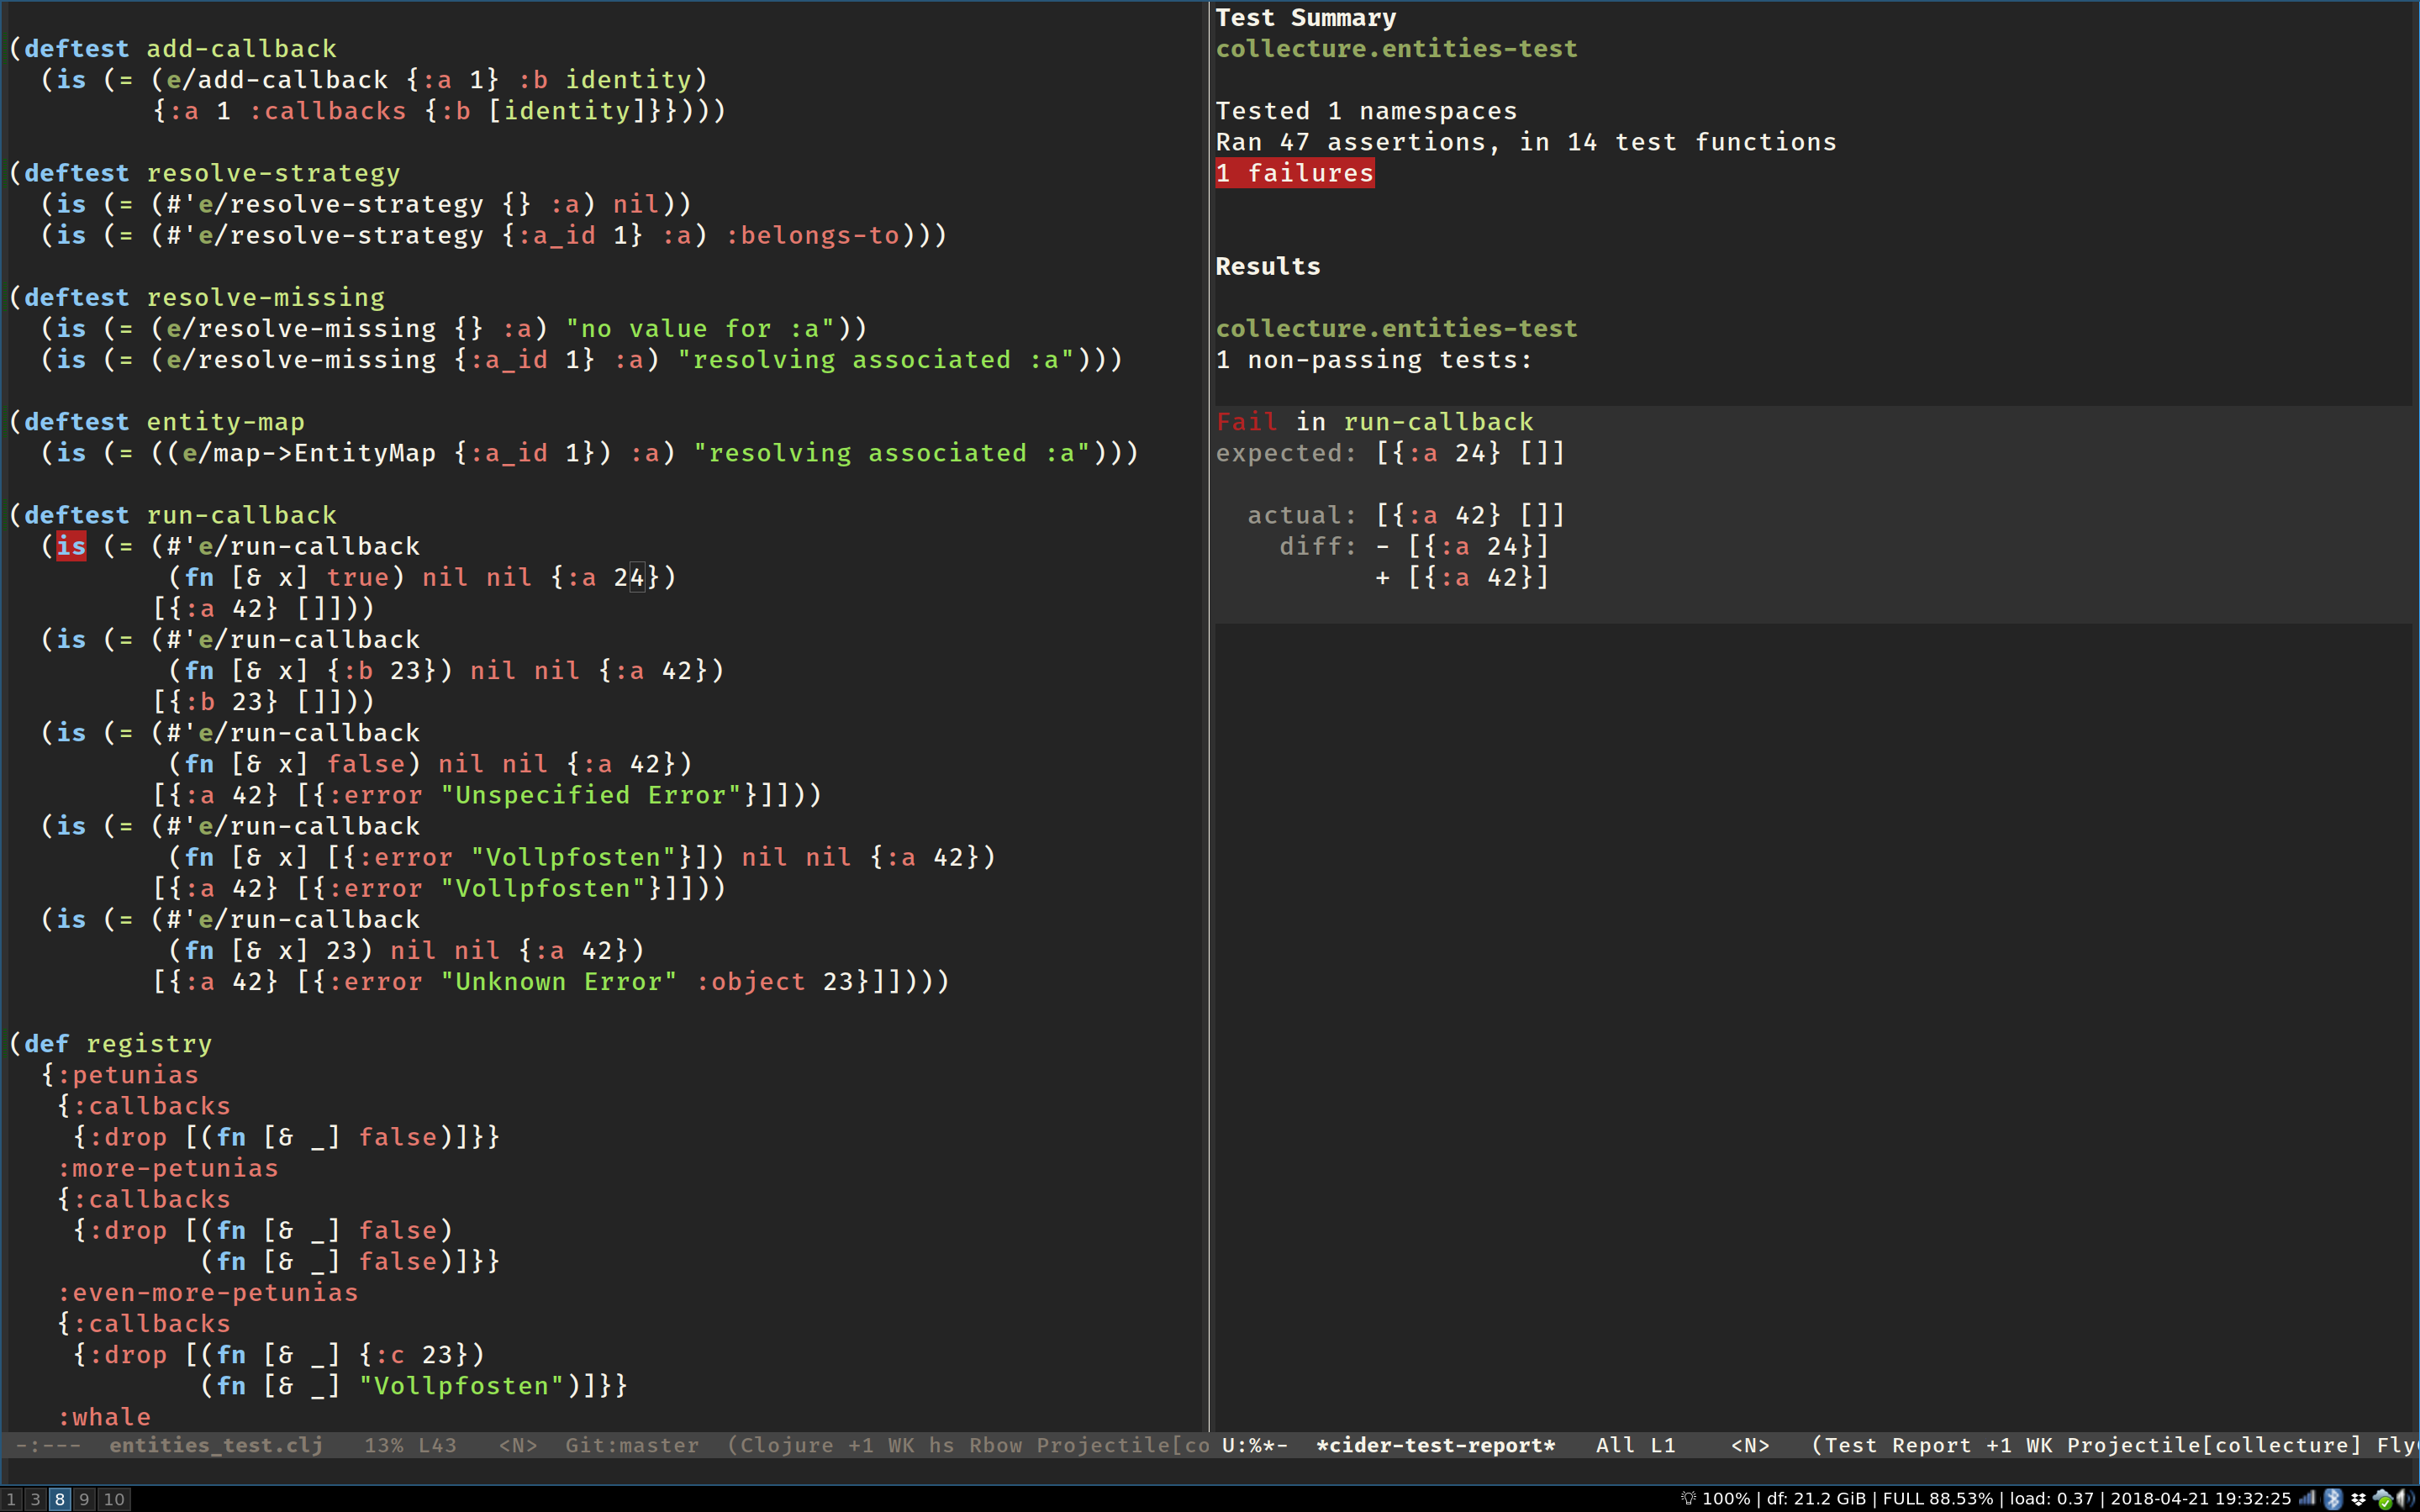 (deftest add-callback
  (is (= (e/add-callback {:a 1} :b identity)
         {:a 1 :callbacks {:b [identity]}})))

(deftest resolve-strategy
  (is (= (#'e/resolve-strategy {} :a) nil))
  (is (= (#'e/resolve-strategy {:a_id 1} :a) :belongs-to)))

(deftest resolve-missing
  (is (= (e/resolve-missing {} :a) "no value for :a"))
  (is (= (e/resolve-missing {:a_id 1} :a) "resolving associated :a")))

(deftest entity-map
  (is (= ((e/map->EntityMap {:a_id 1}) :a) "resolving associated :a")))

(deftest run-callback
  (is (= (#'e/run-callback
          (fn [& x] true) nil nil {:a 24})
         [{:a 42} []]))
  (is (= (#'e/run-callback
          (fn [& x] {:b 23}) nil nil {:a 42})
         [{:b 23} []]))
  (is (= (#'e/run-callback
          (fn [& x] false) nil nil {:a 42})
         [{:a 42} [{:error "Unspecified Error"}]]))
  (is (= (#'e/run-callback
          (fn [& x] [{:error "Vollpfosten"}]) nil nil {:a 42})
         [{:a 42} [{:error "Vollpfosten"}]]))
  (is (= (#'e/run-callback
          (fn [& x] 23) nil nil {:a 42})
         [{:a 42} [{:error "Unknown Error" :object 23}]])))

(def registry
  {:petunias
   {:callbacks
    {:drop [(fn [& _] false)]}}
   :more-petunias
   {:callbacks
    {:drop [(fn [& _] false)
            (fn [& _] false)]}}
   :even-more-petunias
   {:callbacks
    {:drop [(fn [& _] {:c 23})
            (fn [& _] "Vollpfosten")]}}
   :whale
-:---  entities_test.clj   13% L43   <N>  Git:master  (Clojure +1 WK hs Rbow Projectile[co
Test Summary
collecture.entities-test

Tested 1 namespaces
Ran 47 assertions, in 14 test functions
1 failures

Results

collecture.entities-test
1 non-passing tests:

Fail in run-callback
expected: [{:a 24} []]

  actual: [{:a 42} []]
    diff: - [{:a 24}]
          + [{:a 42}]
U:%*-  *cider-test-report*   All L1    <N>   (Test Report +1 WK Projectile[collecture] Fly
1 3 8 9 10
100% | df: 21.2 GiB | FULL 88.53% | load: 0.37 | 2018-04-21 19:32:25